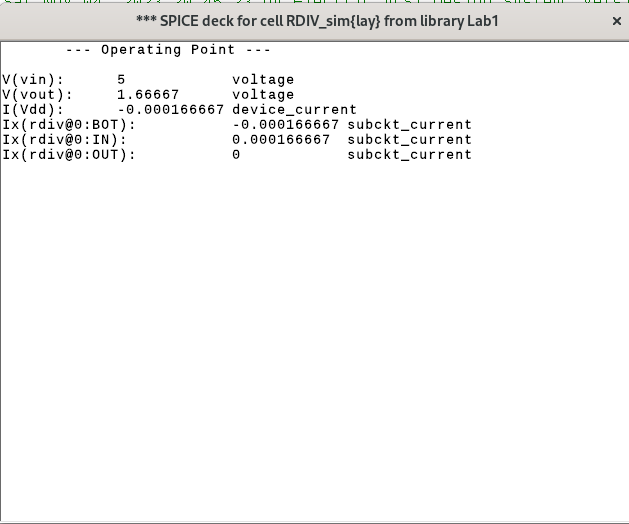 *** SPICE deck for cell RDIV_sim{lay} from library Lab1
--- Operating Point ---
V(vin): 5 voltage
V(vout): 1.66667 voltage
I(Vdd): -0.000166667 device_current
Ix(rdiv@0:BOT): -0.000166667 subckt_current
Ix(rdiv@0:IN): 0.000166667 subckt_current
Ix(rdiv@0:OUT): 0 subckt_current